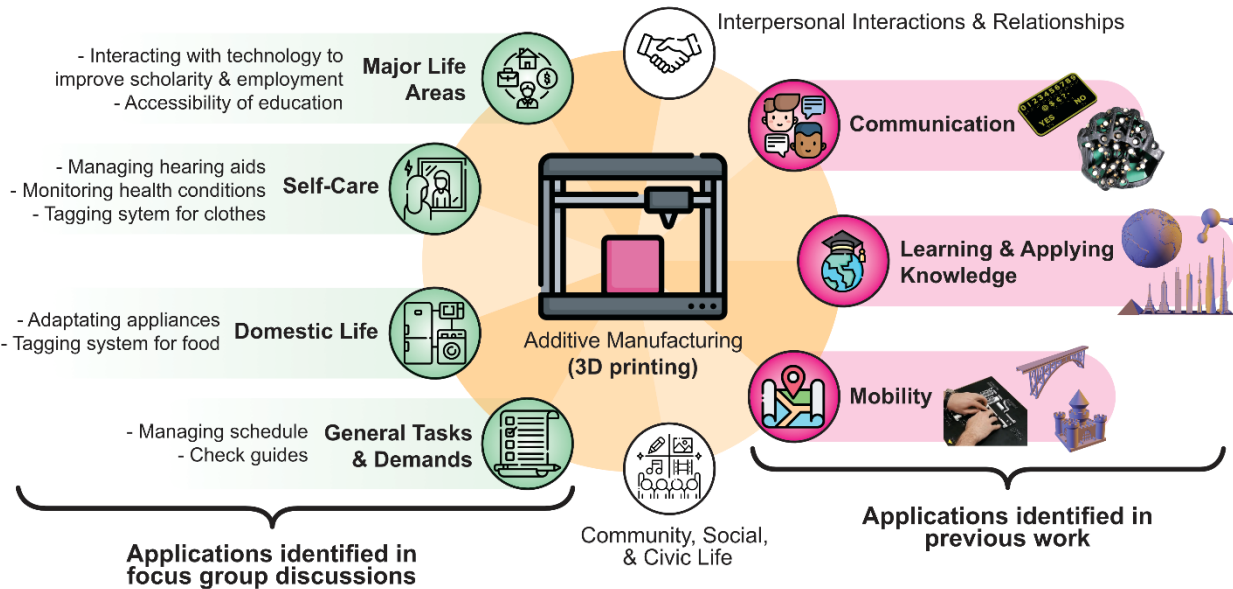 Interpersonal Interactions & Relationships
- Interacting with technology to
improve scholarity & employment
- Accessibility of education
Major Life
Areas
- Managing hearing aids
- Monitoring health conditions
- Tagging sytem for clothes
Self-Care
- Adaptating appliances
- Tagging system for food
Domestic Life
- Managing schedule
- Check guides
General Tasks
& Demands
Applications identified in
focus group discussions
Additive Manufacturing
(3D printing)
Community, Social,
& Civic Life
Communication
0123456789
YES
NO
Learning & Applying
Knowledge
Mobility
Applications identified in
previous work